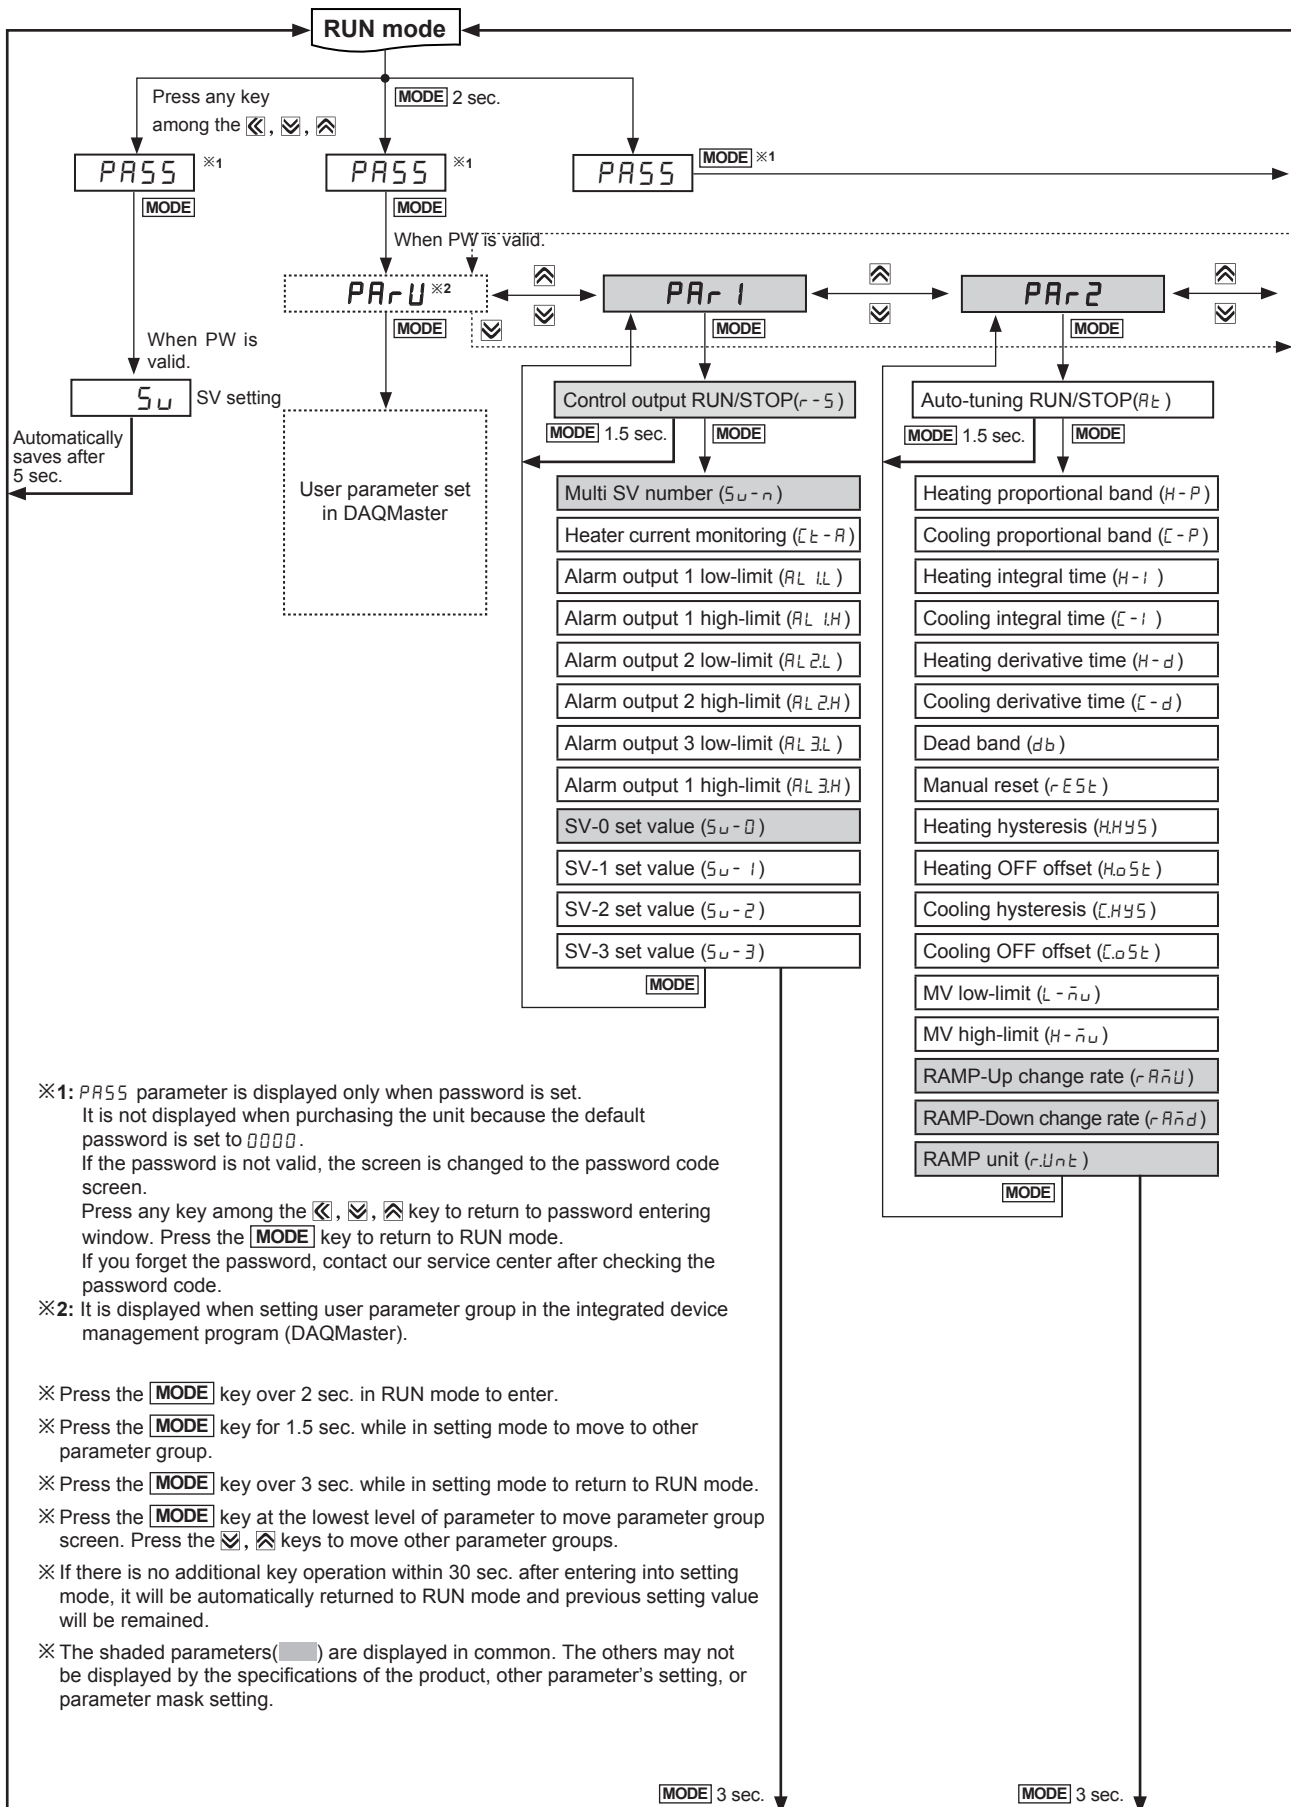 RUN mode
Press any key
among the ≪, ︾, ︽
MODE 2 sec.
PASS ※1
MODE
PASS ※1
MODE
PASS
MODE ※1
When PW is valid.
PArU ※2
MODE
PAr1
MODE
PAr2
MODE
When PW is
valid.
Sv SV setting
Automatically
saves after
5 sec.
User parameter set
in DAQMaster
Control output RUN/STOP(r-S)
MODE 1.5 sec.
MODE
Multi SV number (Sv-n)
Heater current monitoring (Ct-A)
Alarm output 1 low-limit (AL1.L)
Alarm output 1 high-limit (AL1.H)
Alarm output 2 low-limit (AL2.L)
Alarm output 2 high-limit (AL2.H)
Alarm output 3 low-limit (AL3.L)
Alarm output 1 high-limit (AL3.H)
SV-0 set value (Sv-0)
SV-1 set value (Sv-1)
SV-2 set value (Sv-2)
SV-3 set value (Sv-3)
MODE
Auto-tuning RUN/STOP(At)
MODE 1.5 sec.
MODE
Heating proportional band (H-P)
Cooling proportional band (C-P)
Heating integral time (H-I)
Cooling integral time (C-I)
Heating derivative time (H-d)
Cooling derivative time (C-d)
Dead band (db)
Manual reset (rESt)
Heating hysteresis (H.HYS)
Heating OFF offset (H.oSt)
Cooling hysteresis (C.HYS)
Cooling OFF offset (C.oSt)
MV low-limit (L-mv)
MV high-limit (H-mv)
RAMP-Up change rate (rAmU)
RAMP-Down change rate (rAmd)
RAMP unit (r.Unt)
MODE
※1: PASS parameter is displayed only when password is set.
It is not displayed when purchasing the unit because the default
password is set to 0000.
If the password is not valid, the screen is changed to the password code
screen.
Press any key among the ≪, ︾, ︽ key to return to password entering
window. Press the MODE key to return to RUN mode.
If you forget the password, contact our service center after checking the
password code.
※2: It is displayed when setting user parameter group in the integrated device
management program (DAQMaster).
※ Press the MODE key over 2 sec. in RUN mode to enter.
※ Press the MODE key for 1.5 sec. while in setting mode to move to other
parameter group.
※ Press the MODE key over 3 sec. while in setting mode to return to RUN mode.
※ Press the MODE key at the lowest level of parameter to move parameter group
screen. Press the ︾, ︽ keys to move other parameter groups.
※ If there is no additional key operation within 30 sec. after entering into setting
mode, it will be automatically returned to RUN mode and previous setting value
will be remained.
※ The shaded parameters( ) are displayed in common. The others may not
be displayed by the specifications of the product, other parameter's setting, or
parameter mask setting.
MODE 3 sec.
MODE 3 sec.